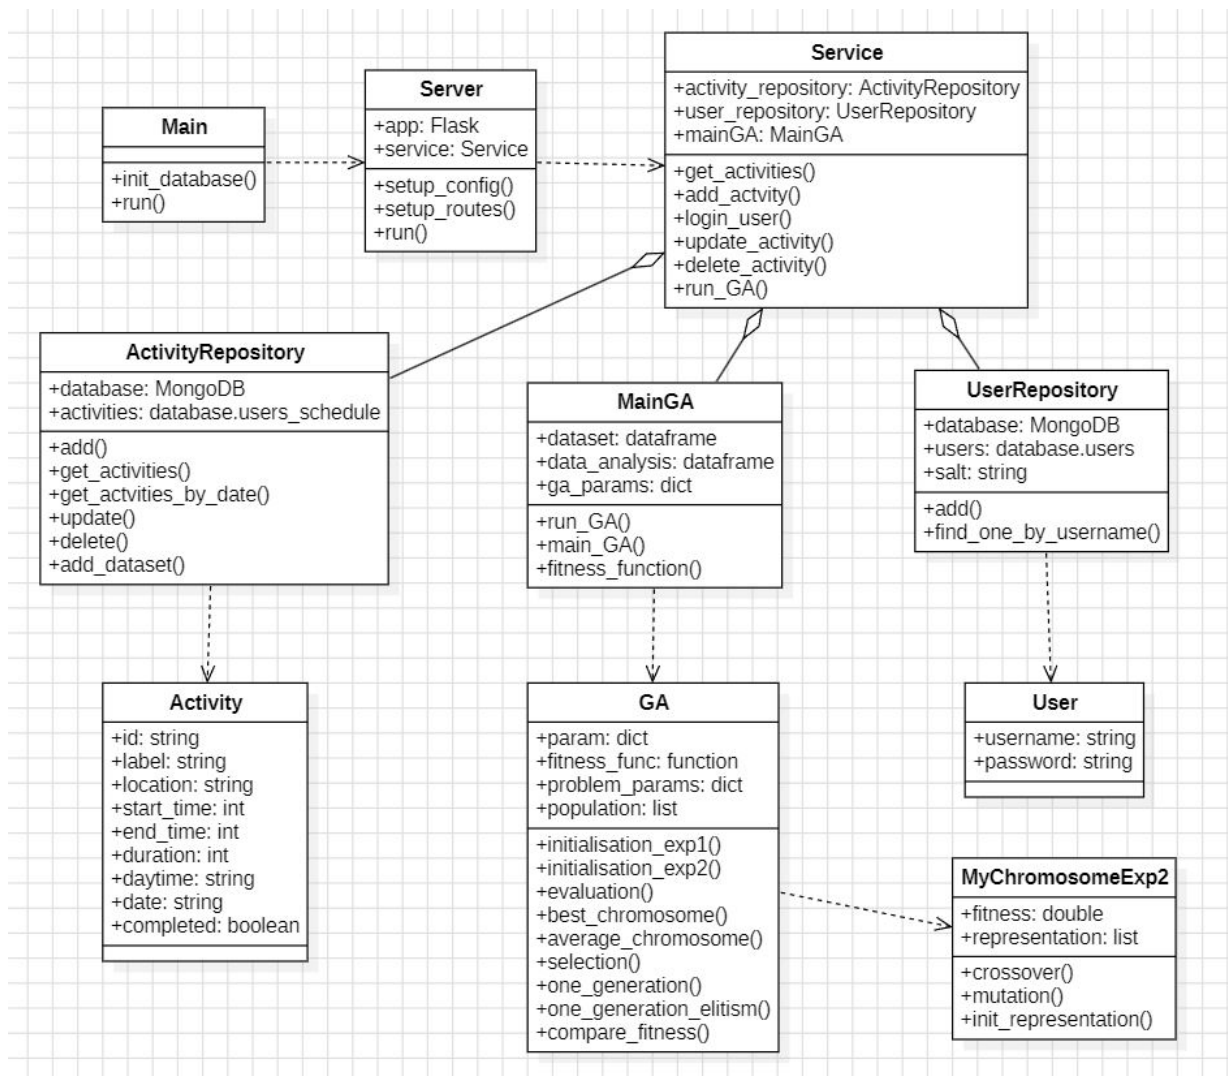 Main
+init_database()
+run()
Server
+app: Flask
+service: Service
+setup_config()
+setup_routes()
+run()
Service
+activity_repository: ActivityRepository
+user_repository: UserRepository
+mainGA: MainGA
+get_activities()
+add_actvity()
+login_user()
+update_activity()
+delete_activity()
+run_GA()
ActivityRepository
+database: MongoDB
+activities: database.users_schedule
+add()
+get_activities()
+get_actvities_by_date()
+update()
+delete()
+add_dataset()
MainGA
+dataset: dataframe
+data_analysis: dataframe
+ga_params: dict
+run_GA()
+main_GA()
+fitness_function()
UserRepository
+database: MongoDB
+users: database.users
+salt: string
+add()
+find_one_by_username()
Activity
+id: string
+label: string
+location: string
+start_time: int
+end_time: int
+duration: int
+daytime: string
+date: string
+completed: boolean
GA
+param: dict
+fitness_func: function
+problem_params: dict
+population: list
+initialisation_exp1()
+initialisation_exp2()
+evaluation()
+best_chromosome()
+average_chromosome()
+selection()
+one_generation()
+one_generation_elitism()
+compare_fitness()
User
+username: string
+password: string
MyChromosomeExp2
+fitness: double
+representation: list
+crossover()
+mutation()
+init_representation()